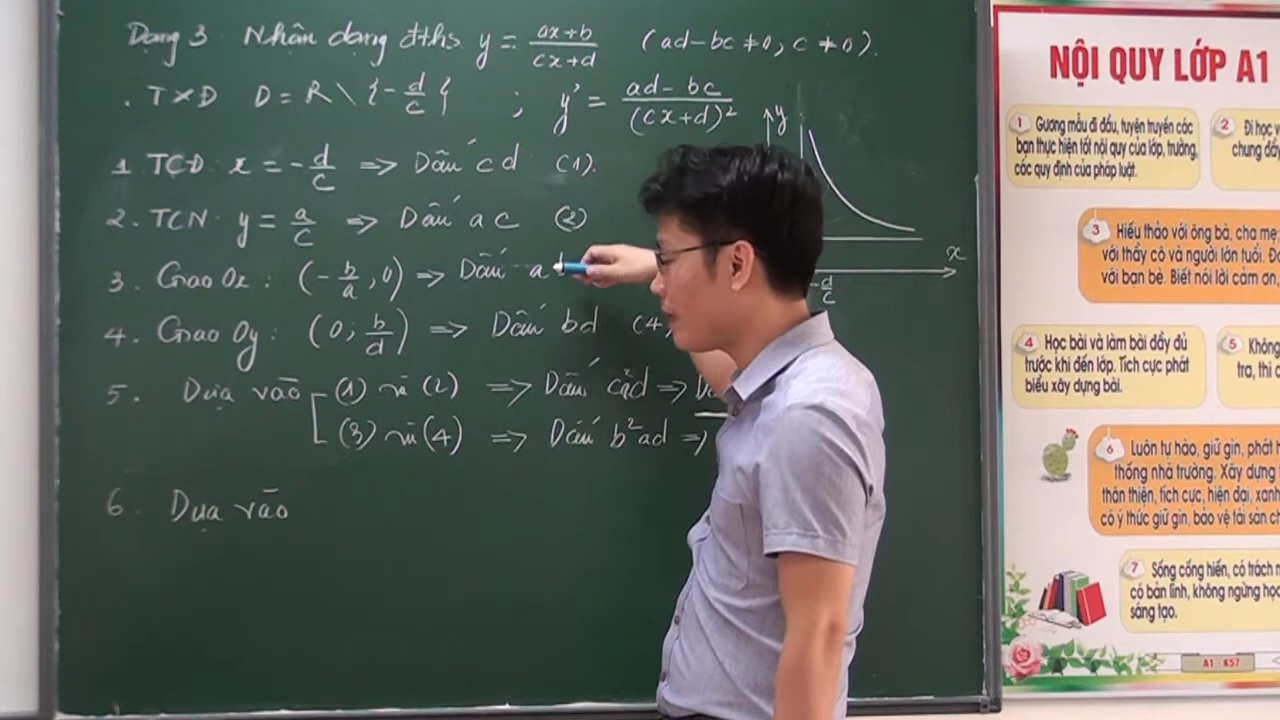 Dạng 3 Nhận dạng đths y = ax+b / cx+d (ad-bc ≠ 0, c ≠ 0).
. TXĐ D = R \ {-d/c} ; y' = ad-bc / (cx+d)²
1 TCĐ x = -d/c => Dấu cd (1).
2. TCN y = a/c => Dấu ac (2)
3. Giao Ox : (-b/a, 0) => Dấu a
4. Giao Oy : (0; b/d) => Dấu bd (4
5. Dựa vào [ (1) và (2) => Dấu c²ad =>
(3) và (4) => Dấu b²ad =>
6. Dựa vào
y
x
-d/c
NỘI QUY LỚP A1
1 Gương mẫu đi đầu, tuyên truyền các
bạn thực hiện tốt nội quy của lớp, trường,
các quy định của pháp luật.
2 Đi học v
chung đầy
3 Hiếu thảo với ông bà, cha mẹ
với thầy cô và người lớn tuổi.
với bạn bè. Biết nói lời cảm ơn,
4 Học bài và làm bài đầy đủ
trước khi đến lớp. Tích cực phát
biểu xây dựng bài.
5 Không
tra, thi c
6 Luôn tự hào, giữ gìn, phát h
thống nhà trường. Xây dựng
thân thiện, tích cực, hiện đại, xanh
có ý thức giữ gìn, bảo vệ tài sản ch
7 Sống cống hiến, có trách n
có bản lĩnh, không ngừng học
sáng tạo.
A1 - K57